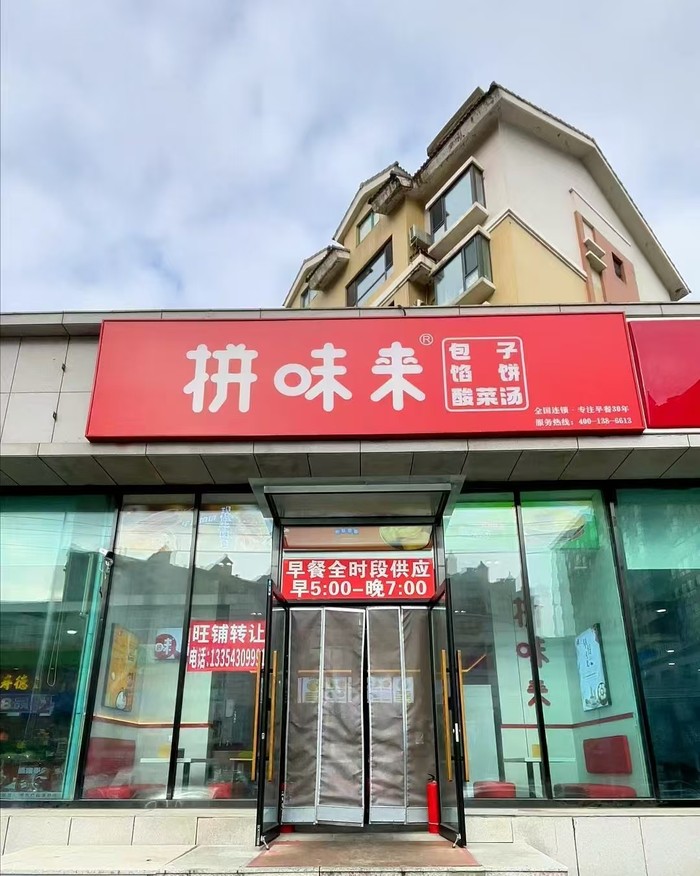 拼味来®
包子
馅饼
酸菜汤
全国连锁-专注早餐30年
服务热线：400-138-6613
早餐全时段供应
早5:00-晚7:00
旺铺转让
电话:1335430990
拼味来